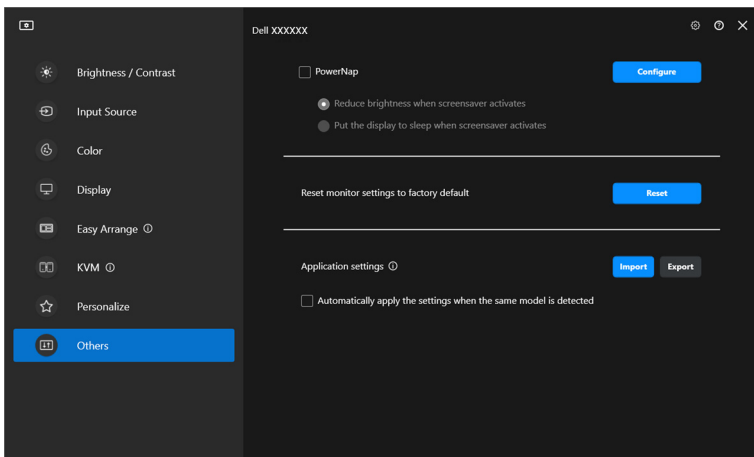 Dell XXXXXX
Brightness / Contrast
Input Source
Color
Display
Easy Arrange
KVM
Personalize
Others
PowerNap
Configure
Reduce brightness when screensaver activates
Put the display to sleep when screensaver activates
Reset monitor settings to factory default
Reset
Application settings
Import
Export
Automatically apply the settings when the same model is detected